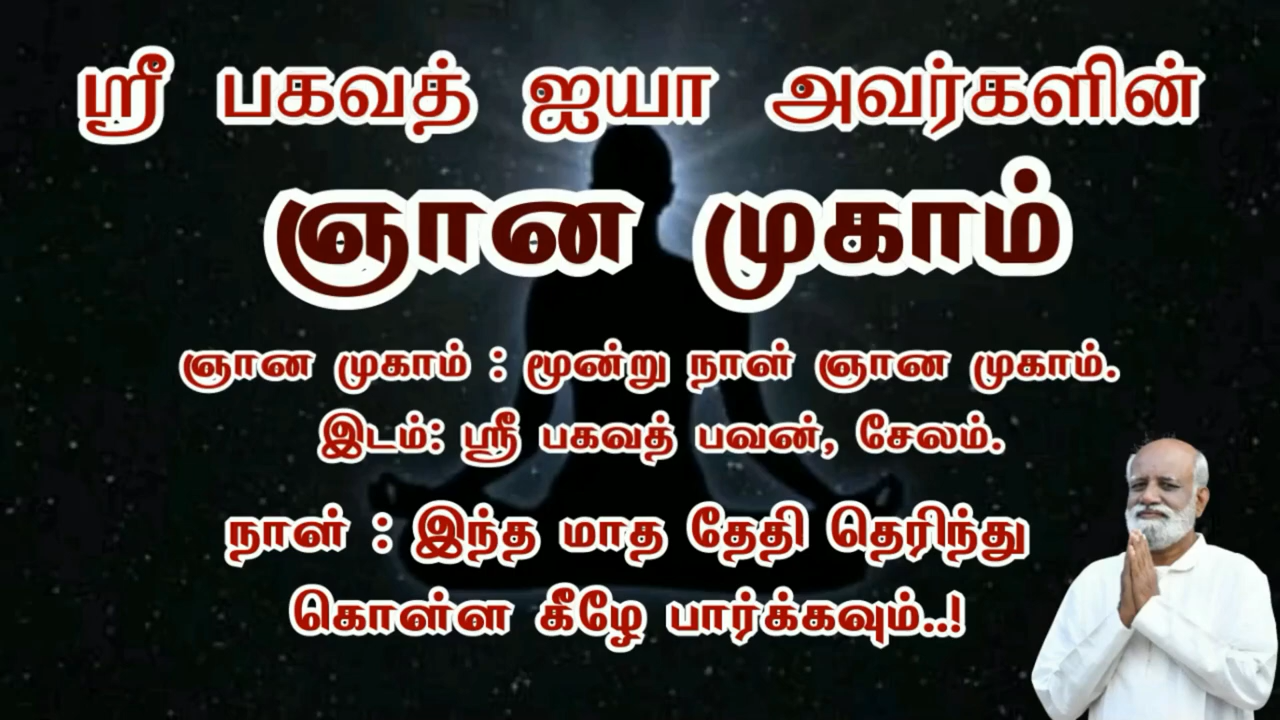 ஸ்ரீ பகவத் ஐயா அவர்களின்
ஞான முகாம்
ஞான முகாம் : மூன்று நாள் ஞான முகாம்.
இடம்: ஸ்ரீ பகவத் பவன், சேலம்.
நாள் : இந்த மாத தேதி தெரிந்து
கொள்ள கீழே பார்க்கவும்..!